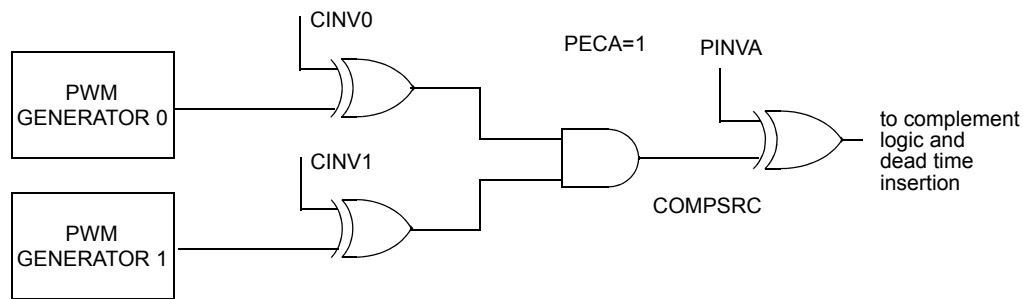 CINV0
PECA=1
PINVA
PWM
GENERATOR 0
to complement
logic and
dead time
insertion
CINV1
COMPSRC
PWM
GENERATOR 1